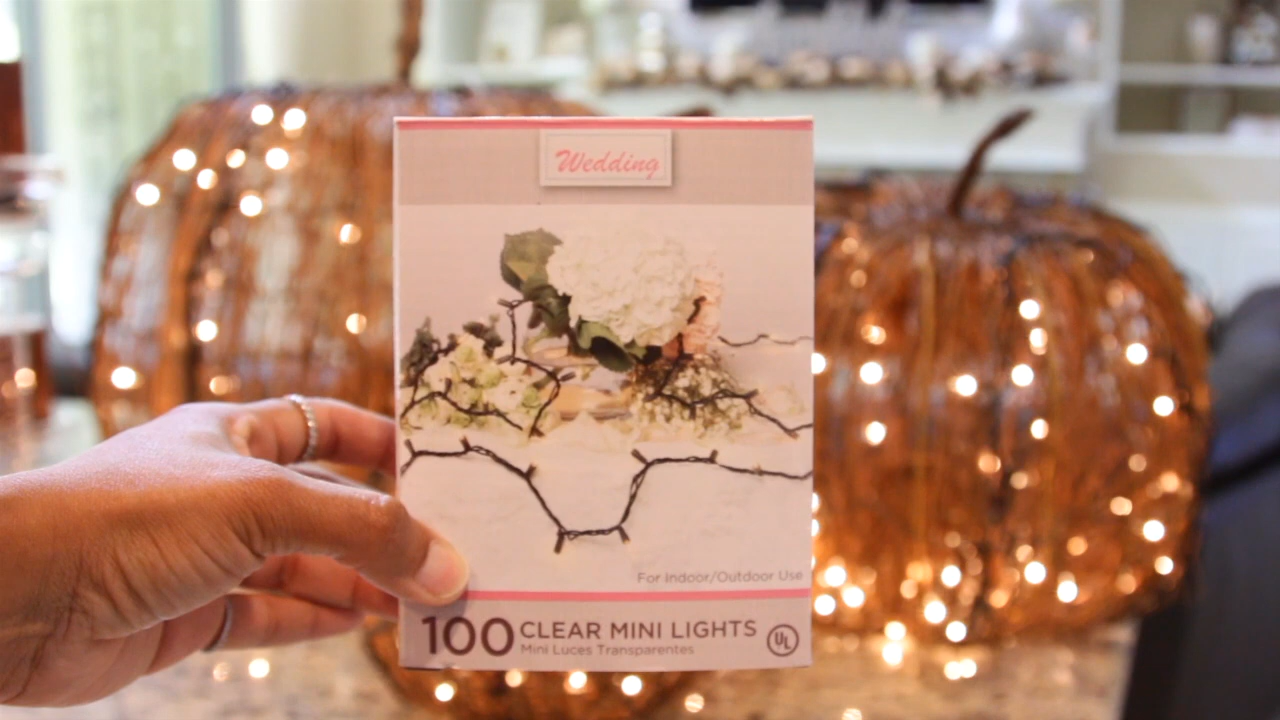 Wedding
For Indoor/Outdoor Use
100 CLEAR MINI LIGHTS
Mini Luces Transparentes
UL